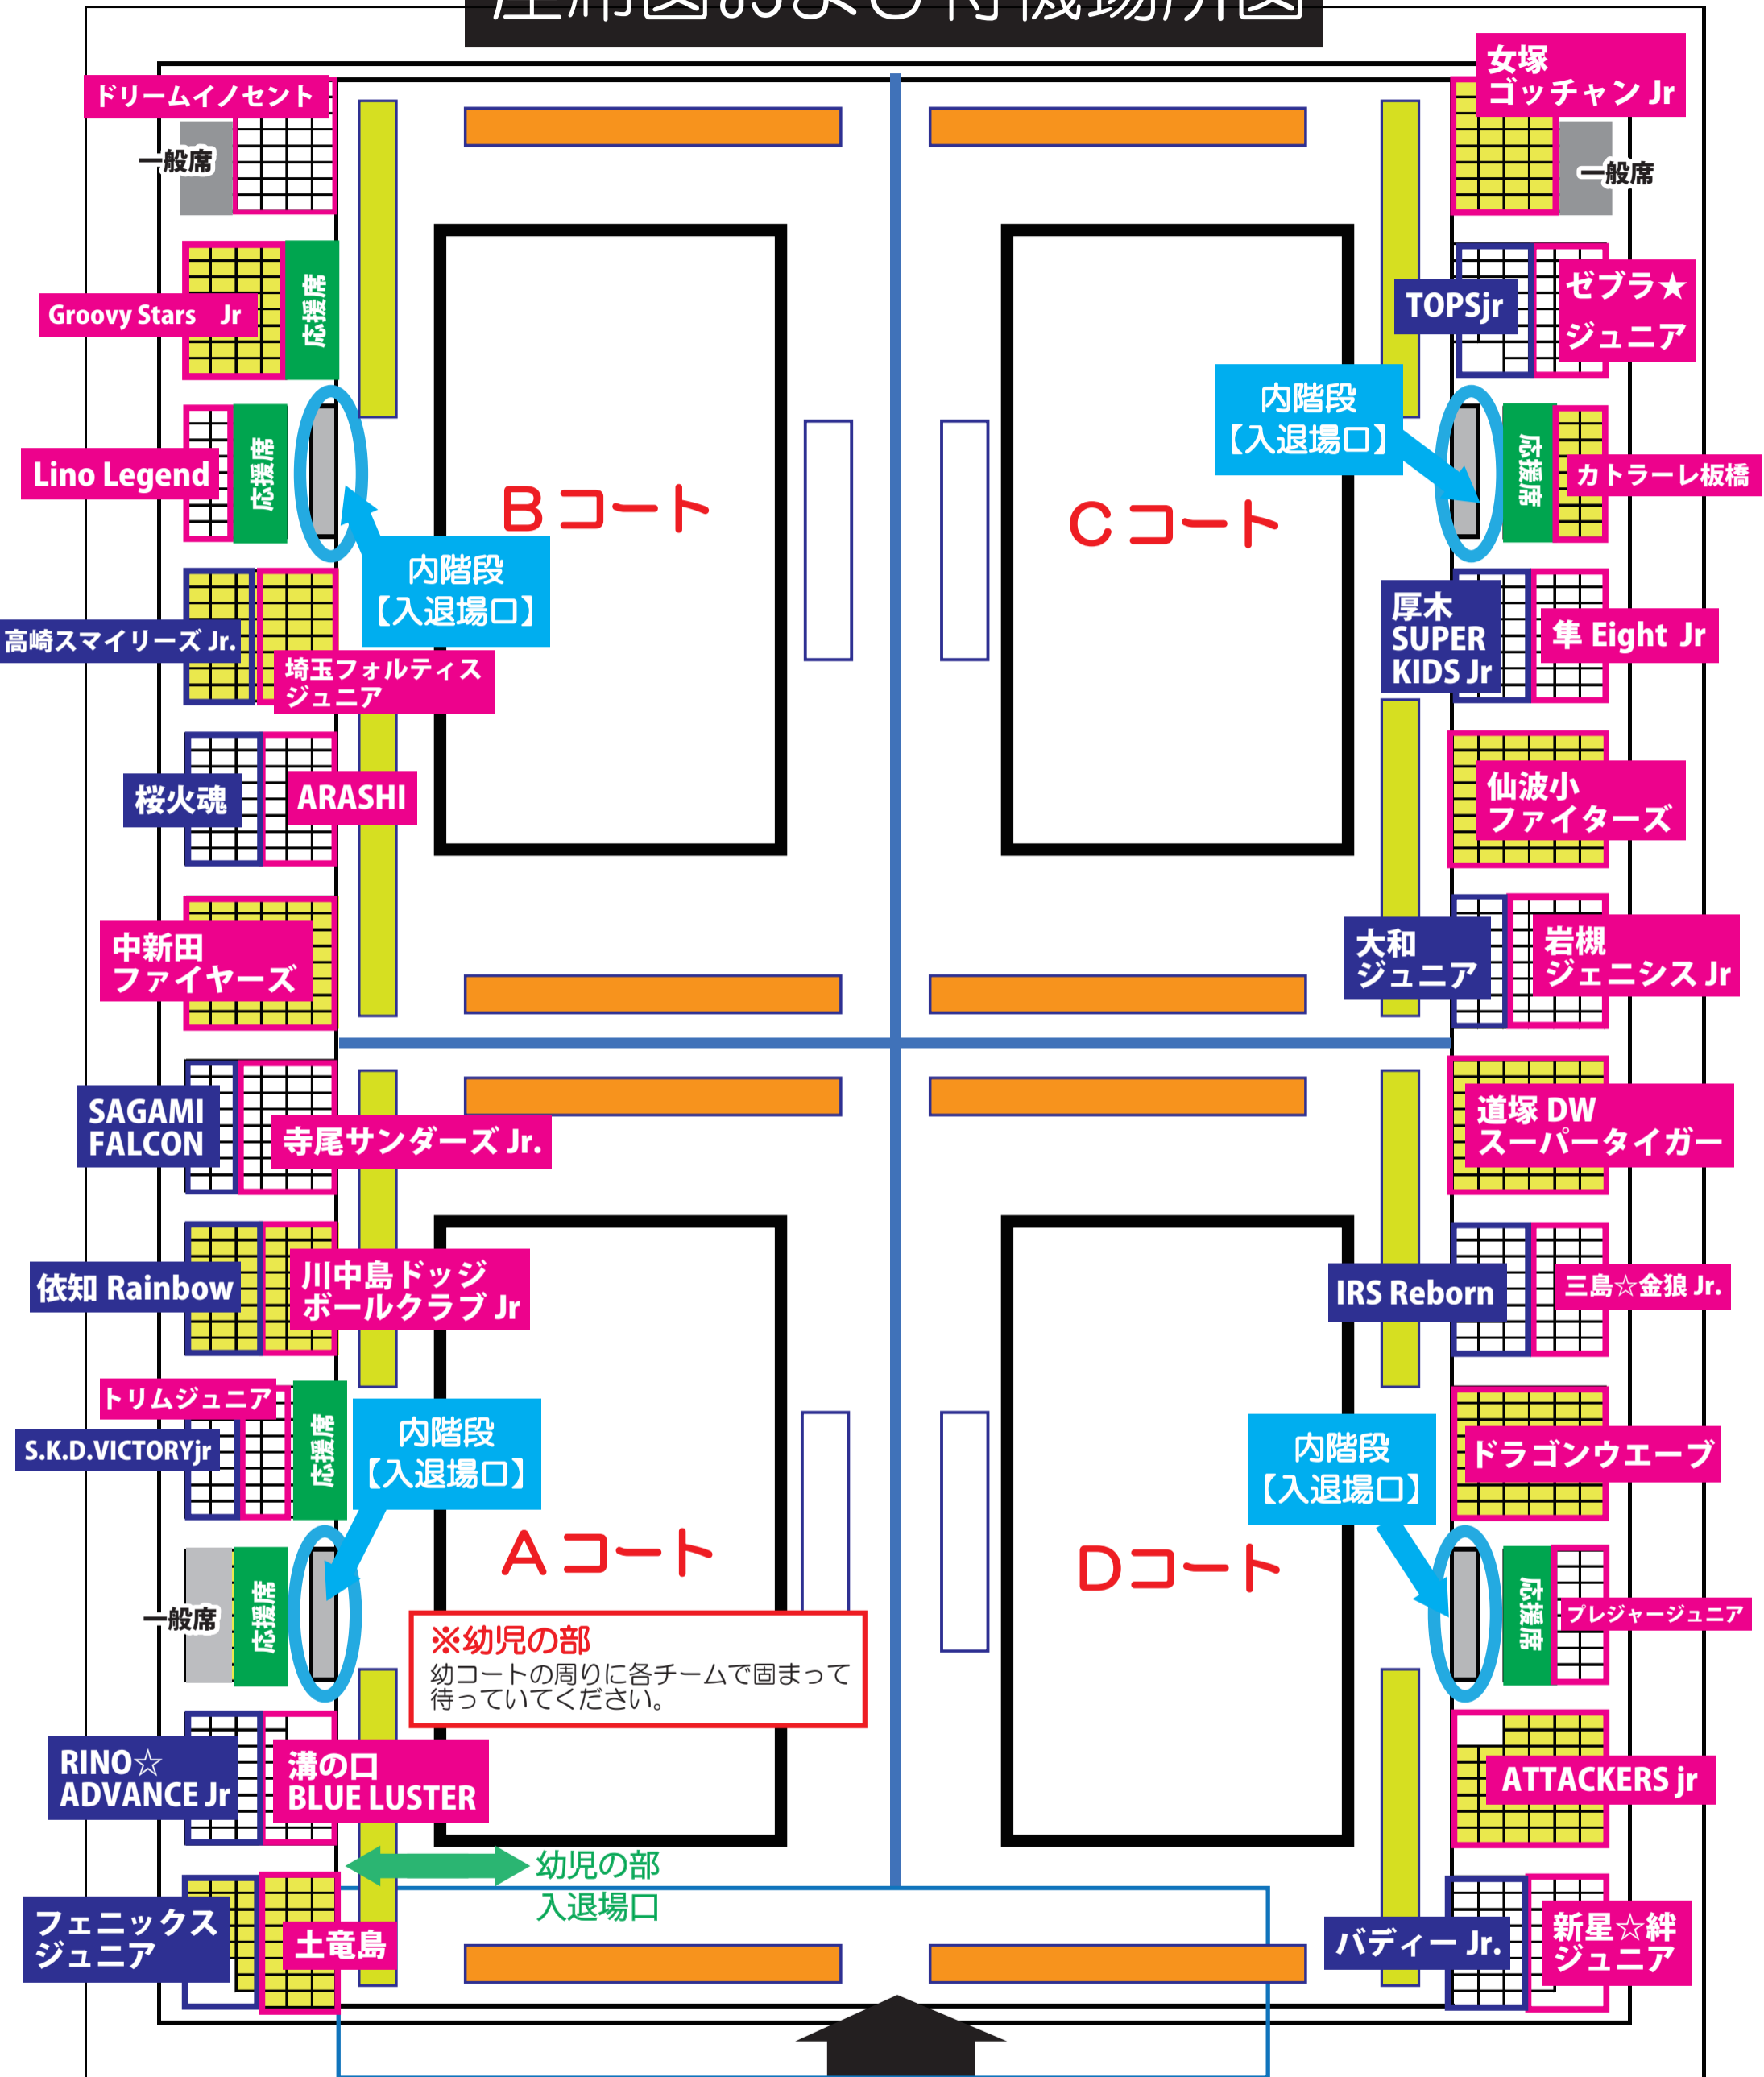 座席図および待機場所図
ドリームイノセント
一般席
Groovy Stars Jr
応援席
Lino Legend
応援席
内階段
【入退場口】
Bコート
高崎スマイリーズ Jr.
埼玉フォルティス
ジュニア
桜火魂
ARASHI
中新田
ファイヤーズ
SAGAMI
FALCON
寺尾サンダーズ Jr.
依知 Rainbow
川中島ドッジ
ボールクラブ Jr
トリムジュニア
S.K.D.VICTORYjr
応援席
内階段
【入退場口】
Aコート
一般席
応援席
※幼児の部
幼コートの周りに各チームで固まって
待っていてください。
RINO☆
ADVANCE Jr
溝の口
BLUE LUSTER
幼児の部
入退場口
フェニックス
ジュニア
土竜島
女塚
ゴッチャン Jr
一般席
TOPSjr
ゼブラ★
ジュニア
内階段
【入退場口】
Cコート
応援席
カトラーレ板橋
厚木
SUPER
KIDS Jr
隼 Eight Jr
仙波小
ファイターズ
大和
ジュニア
岩槻
ジェニシス Jr
道塚 DW
スーパータイガー
IRS Reborn
三島☆金狼 Jr.
ドラゴンウエーブ
内階段
【入退場口】
Dコート
応援席
プレジャージュニア
ATTACKERS jr
バディー Jr.
新星☆絆
ジュニア